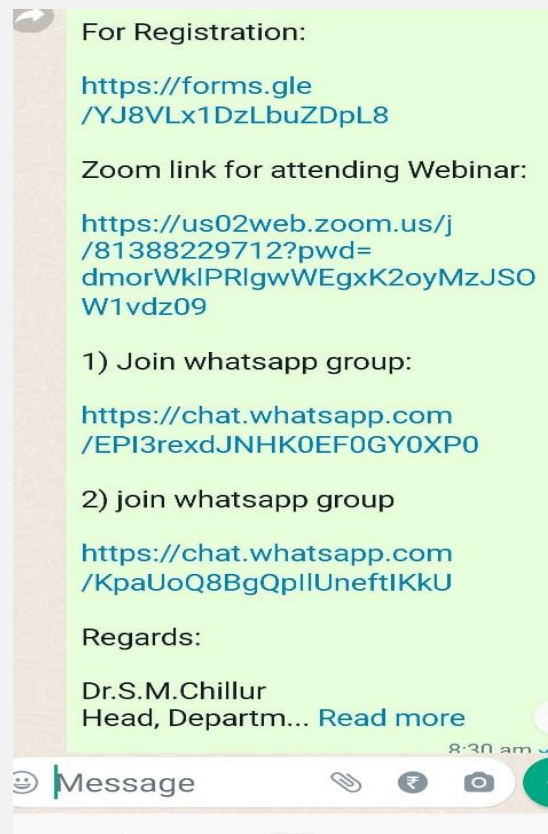 For Registration:
https://forms.gle
/YJ8VLx1DzLbuZDpL8
Zoom link for attending Webinar:
https://us02web.zoom.us/j
/81388229712?pwd=
dmorWklPRlgwWEgxK2oyMzJSO
W1vdz09
1) Join whatsapp group:
https://chat.whatsapp.com
/EPI3rexdJNHK0EF0GY0XP0
2) join whatsapp group
https://chat.whatsapp.com
/KpaUoQ8BgQpIlUneftIKkU
Regards:
Dr.S.M.Chillur
Head, Departm... Read more
8:30 am
Message